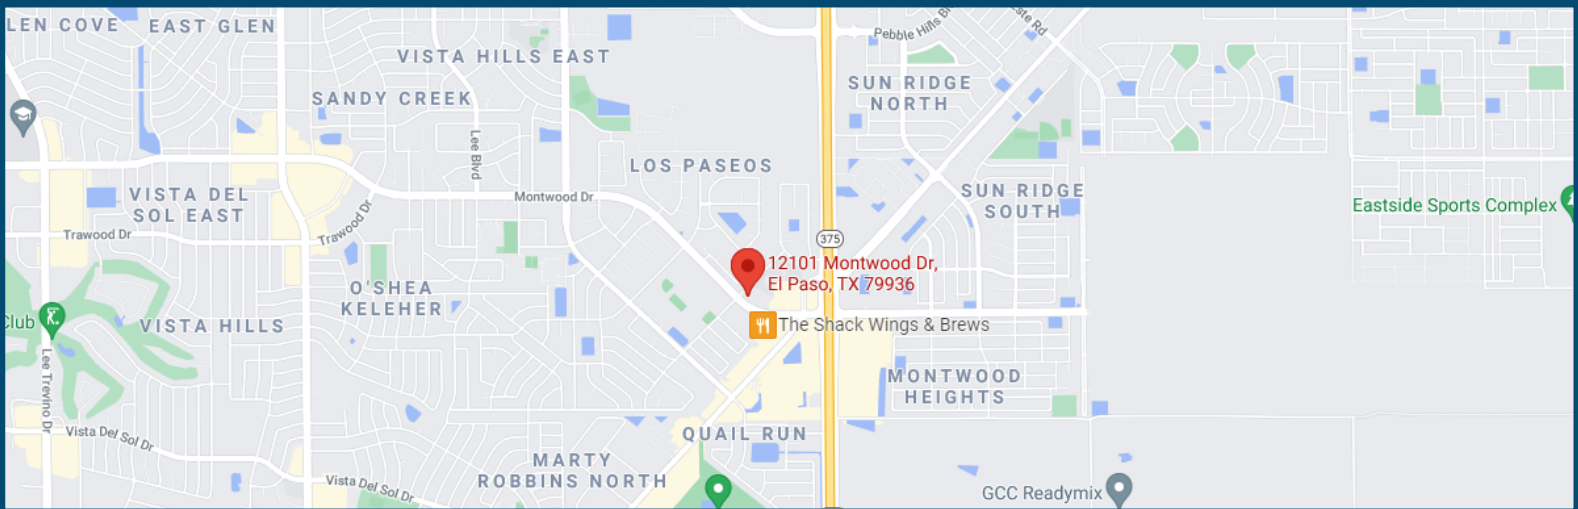 LEN COVE
EAST GLEN
VISTA HILLS EAST
Pebble Hills Bl
ste Rd
SUN RIDGE
NORTH
SANDY CREEK
Lee Blvd
LOS PASEOS
VISTA DEL
SOL EAST
Montwood Dr
SUN RIDGE
SOUTH
Eastside Sports Complex
Trawood Dr
Trawood Dr
375
12101 Montwood Dr,
El Paso, TX 79936
O'SHEA
KELEHER
Club
VISTA HILLS
The Shack Wings & Brews
Lee Trevino Dr
MONTWOOD
HEIGHTS
Vista Del Sol Dr
QUAIL RUN
MARTY
ROBBINS NORTH
Vista Del Sol Dr
GCC Readymix